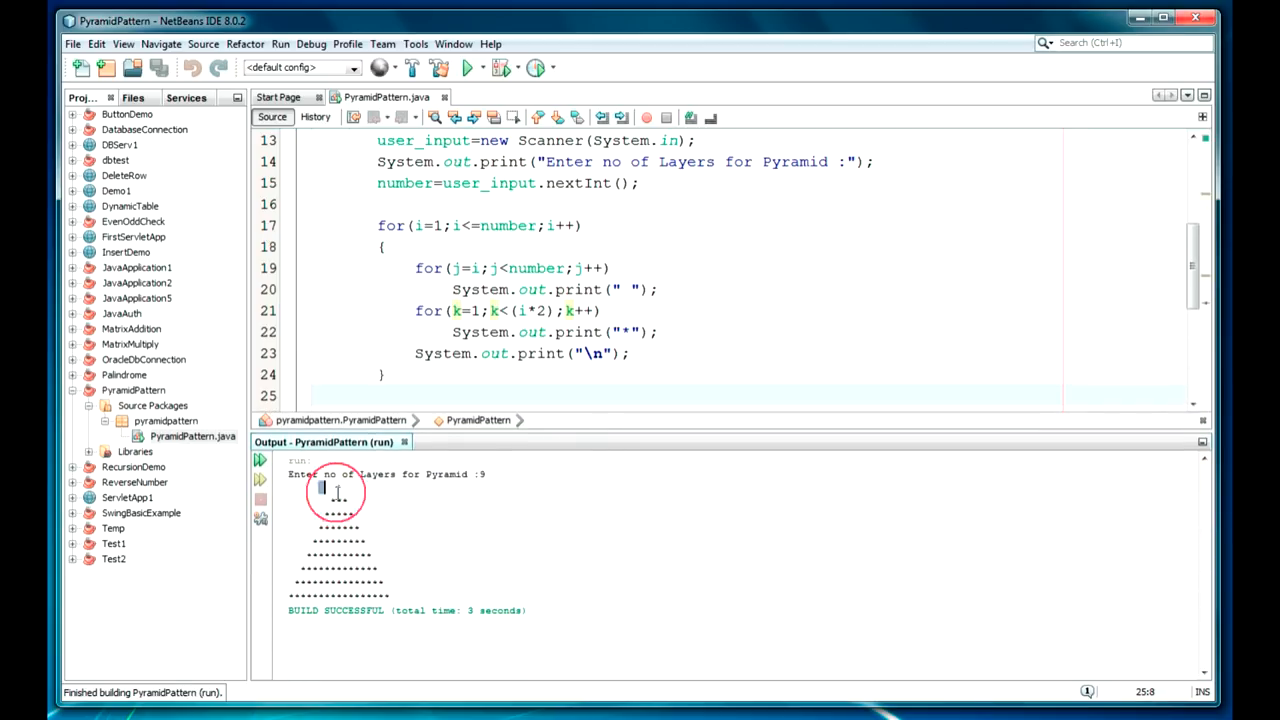 PyramidPattern - NetBeans IDE 8.0.2
File Edit View Navigate Source Refactor Run Debug Profile Team Tools Window Help
Search (Ctrl+I)
<default config>
Proj... Files Services
Start Page PyramidPattern.java
Source History
ButtonDemo
DatabaseConnection
DBServ1
dbtest
DeleteRow
Demo1
DynamicTable
EvenOddCheck
FirstServletApp
InsertDemo
JavaApplication1
JavaApplication2
JavaApplication5
JavaAuth
MatrixAddition
MatrixMultiply
OracleDbConnection
Palindrome
PyramidPattern
Source Packages
pyramidpattern
PyramidPattern.java
Libraries
RecursionDemo
ReverseNumber
ServletApp1
SwingBasicExample
Temp
Test1
Test2
13 user_input=new Scanner(System.in);
14 System.out.print("Enter no of Layers for Pyramid :");
15 number=user_input.nextInt();
16
17 for(i=1;i<=number;i++)
18 {
19 for(j=i;j<number;j++)
20 System.out.print(" ");
21 for(k=1;k<(i*2);k++)
22 System.out.print("*");
23 System.out.print("\n");
24 }
25
pyramidpattern.PyramidPattern PyramidPattern
Output - PyramidPattern (run)
run:
Enter no of Layers for Pyramid :9
*
***
*****
*******
*********
***********
*************
***************
*****************
BUILD SUCCESSFUL (total time: 3 seconds)
Finished building PyramidPattern (run).
1
25:8
INS